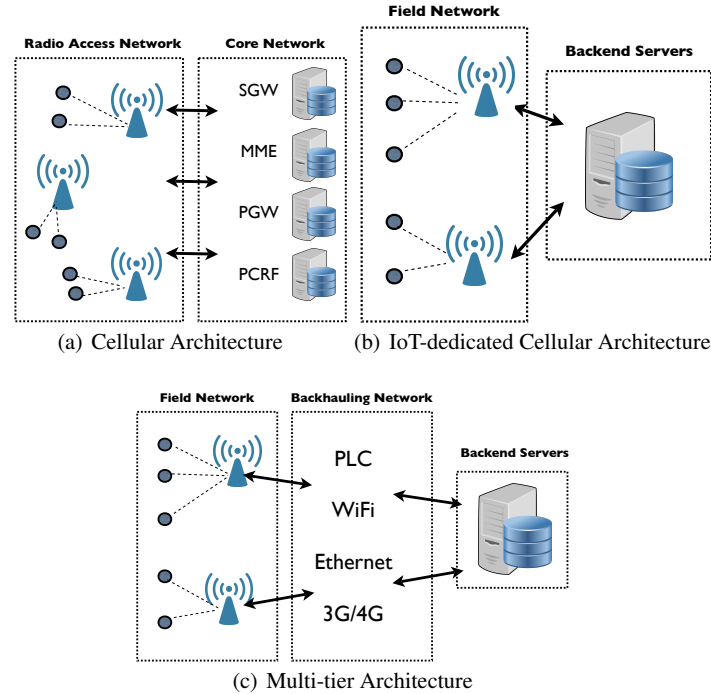 Radio Access Network
Core Network
SGW
MME
PGW
PCRF
(a) Cellular Architecture
Field Network
Backend Servers
(b) IoT-dedicated Cellular Architecture
Field Network
Backhauling Network
Backend Servers
PLC
WiFi
Ethernet
3G/4G
(c) Multi-tier Architecture